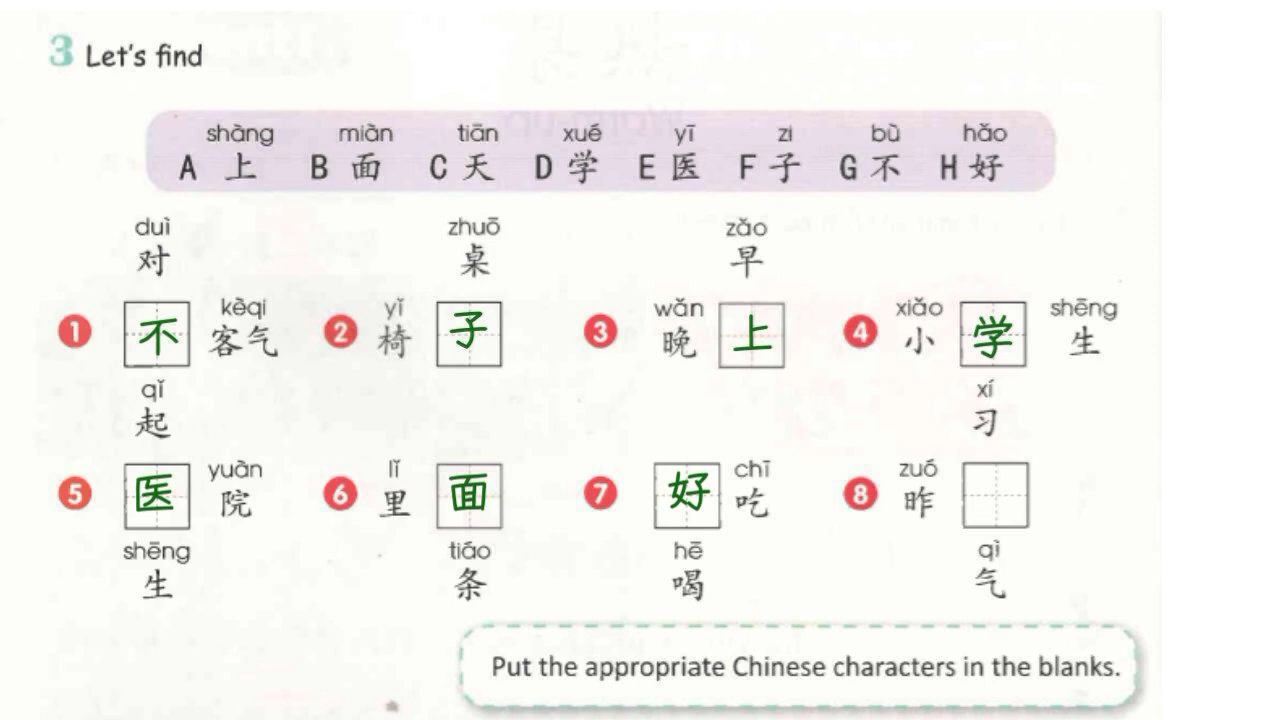 3 Let's find
shàng miàn tiān xué yī zi bù hǎo
A 上 B 面 C 天 D 学 E 医 F 子 G 不 H 好
duì zhuō zǎo
对 桌 早
kèqi yǐ wǎn xiǎo shēng
1 不 客气 2 椅 子 3 晚 上 4 小 学 生
qǐ xí
起 习
yuàn lǐ chī zuó
5 医 院 6 里 面 7 好 吃 8 昨
shēng tiáo hē qì
生 条 喝 气
Put the appropriate Chinese characters in the blanks.